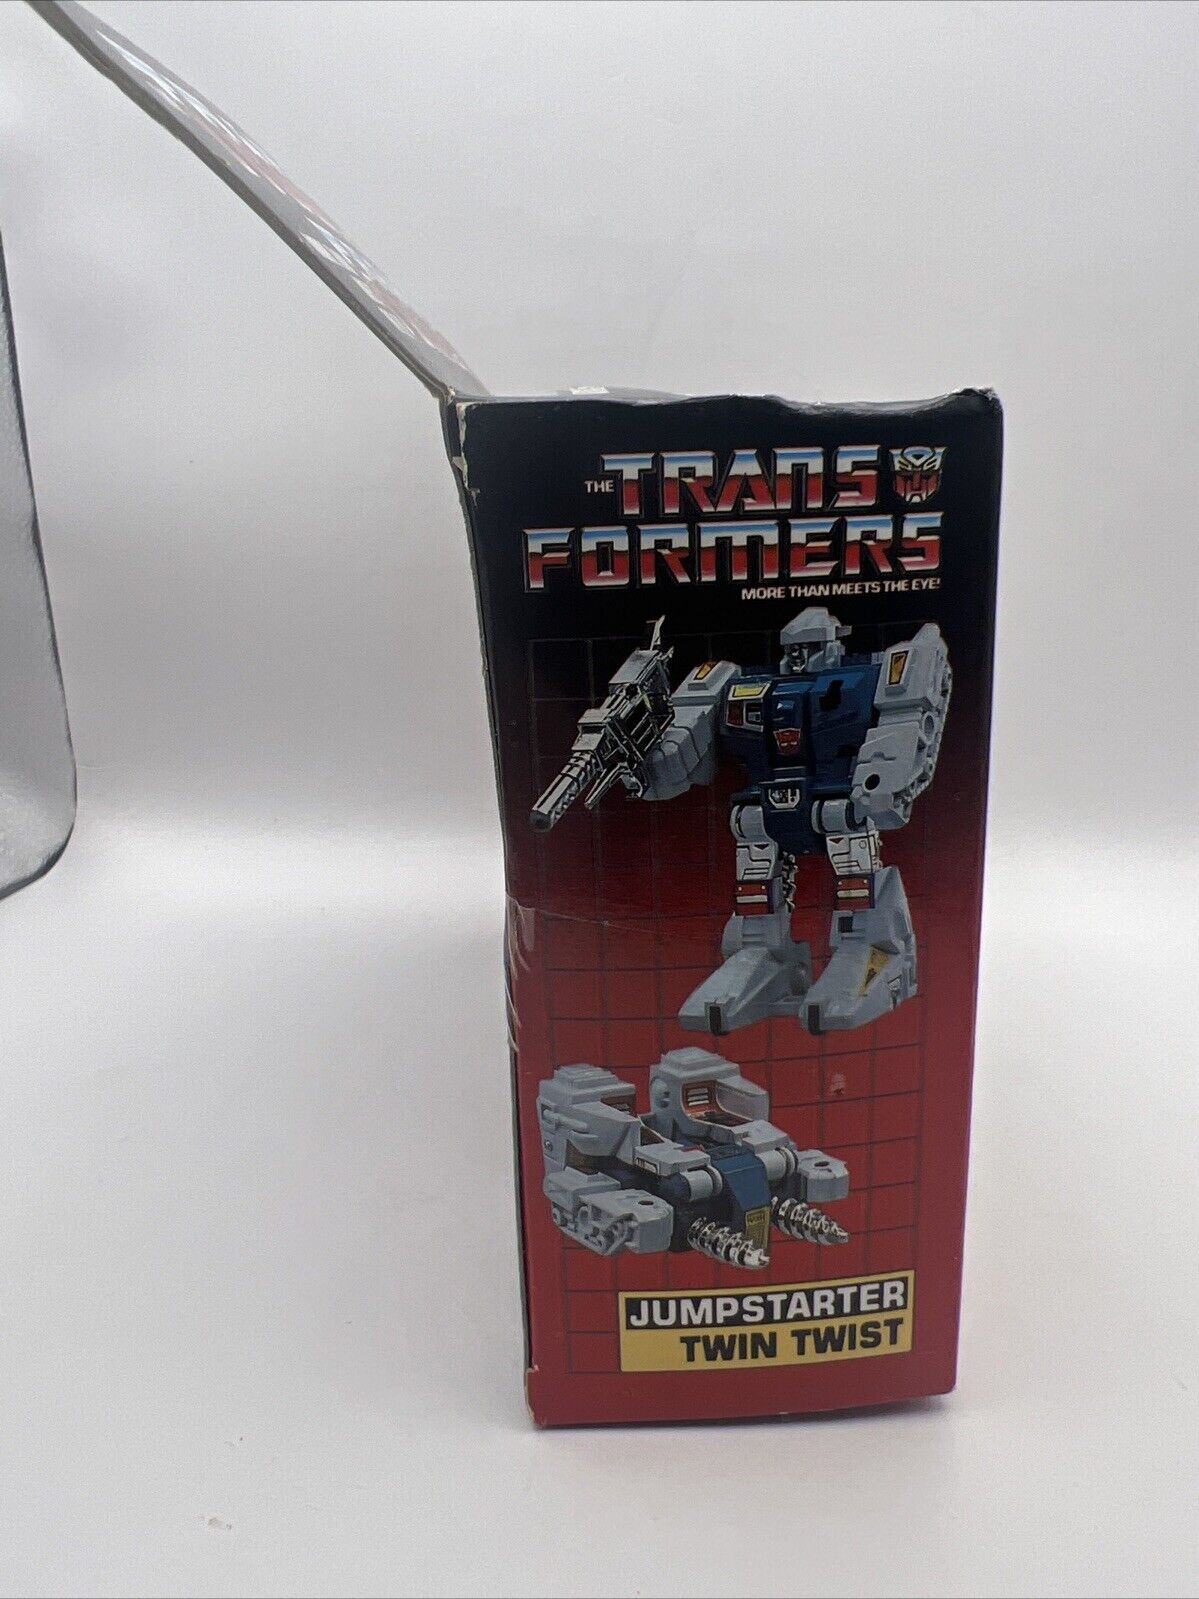 THE TRANS
FORMERS
MORE THAN MEETS THE EYE!
JUMPSTARTER
TWIN TWIST